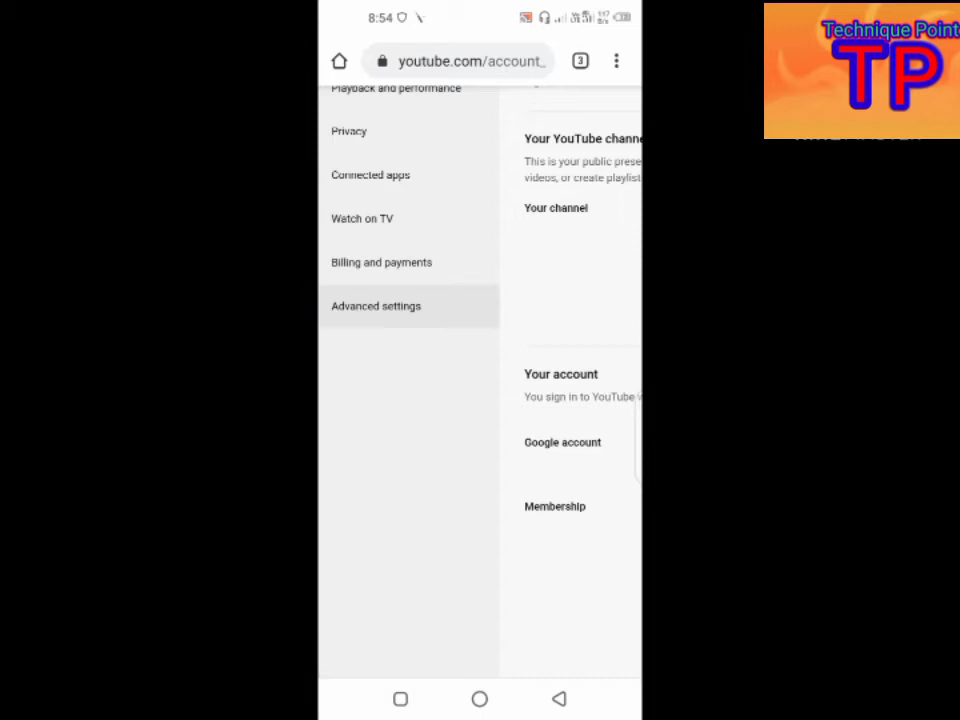 8:54
youtube.com/account_
3
Playback and performance
Privacy
Connected apps
Watch on TV
Billing and payments
Advanced settings
Your YouTube channe
This is your public prese
videos, or create playlist
Your channel
Your account
You sign in to YouTube
Google account
Membership
Technique Point
TP